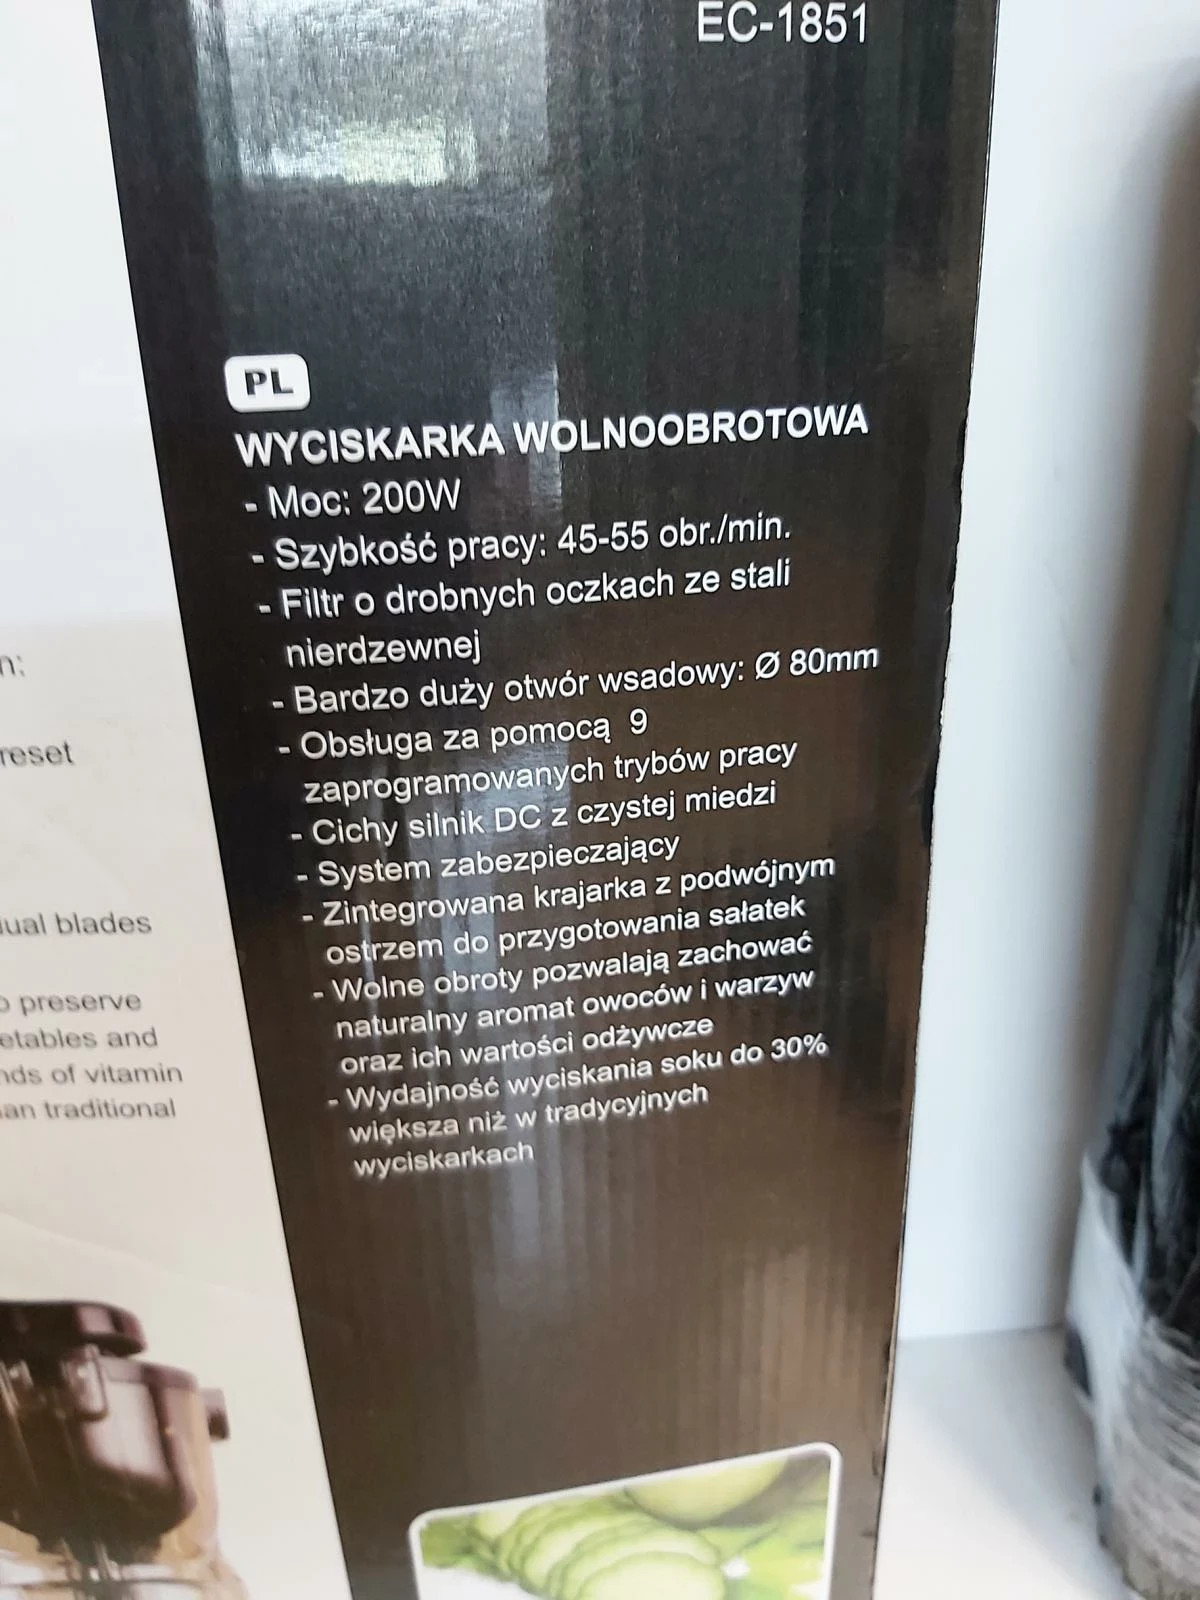 EC-1851
PL
WYCISKARKA WOLNOOBROTOWA
- Moc: 200W
- Szybkość pracy: 45-55 obr./min.
- Filtr o drobnych oczkach ze stali
nierdzewnej
- Bardzo duży otwór wsadowy: Ø 80mm
- Obsługa za pomocą 9
zaprogramowanych trybów pracy
- Cichy silnik DC z czystej miedzi
- System zabezpieczający
- Zintegrowana krajarka z podwójnym
ostrzem do przygotowania sałatek
- Wolne obroty pozwalają zachować
naturalny aromat owoców i warzyw
oraz ich wartości odżywcze
- Wydajność wyciskania soku do 30%
większa niż w tradycyjnych
wyciskarkach
n:
reset
ual blades
o preserve
etables and
nds of vitamin
an traditional